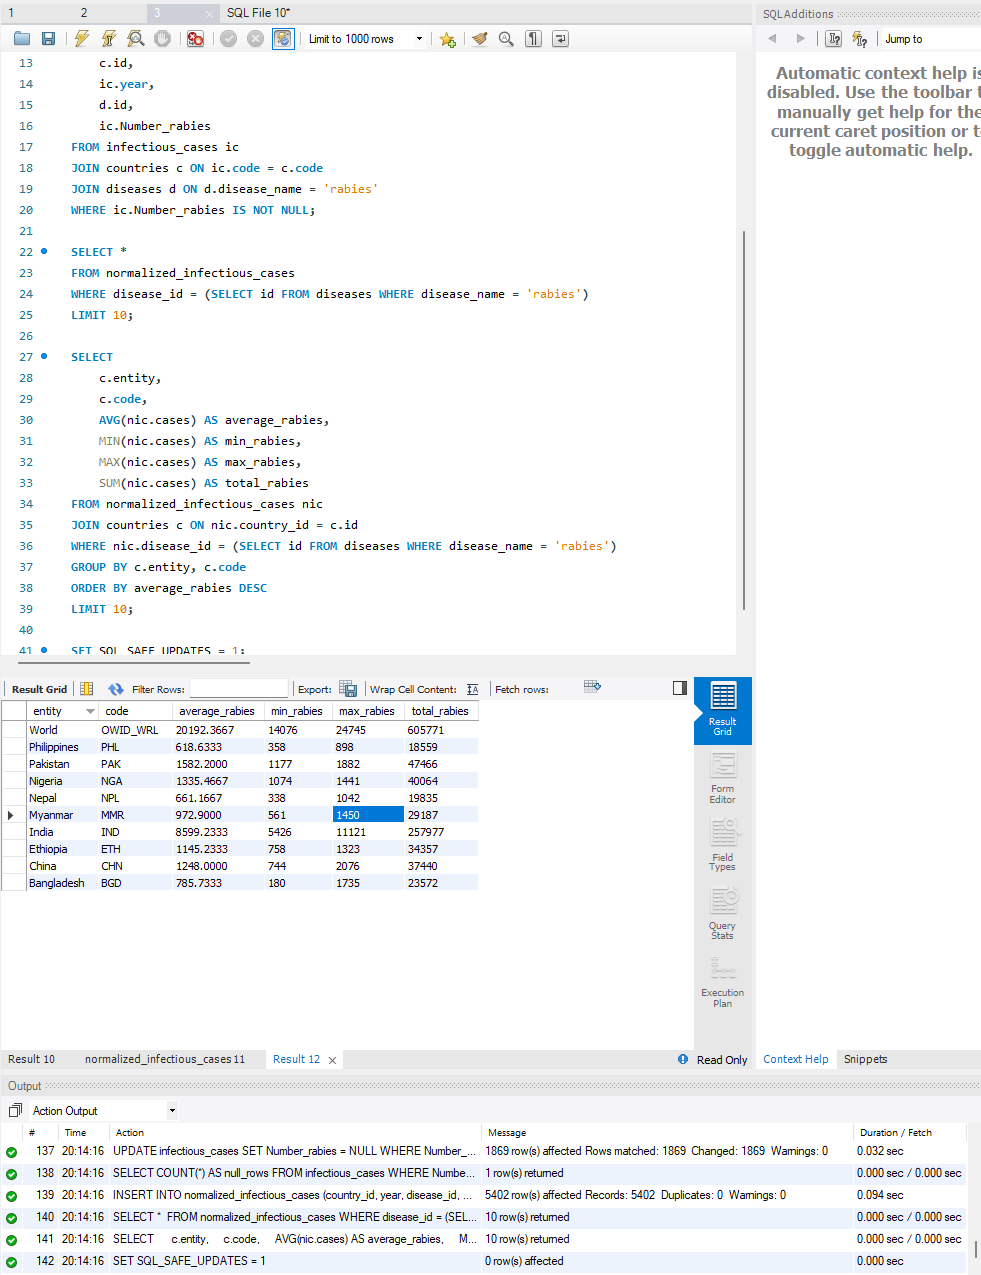 1 2 3 × SQL File 10*
SQLAdditions
Limit to 1000 rows
Jump to
13 c.id,
14 ic.year,
15 d.id,
16 ic.Number_rabies
17 FROM infectious_cases ic
18 JOIN countries c ON ic.code = c.code
19 JOIN diseases d ON d.disease_name = 'rabies'
20 WHERE ic.Number_rabies IS NOT NULL;
21
22 SELECT *
23 FROM normalized_infectious_cases
24 WHERE disease_id = (SELECT id FROM diseases WHERE disease_name = 'rabies')
25 LIMIT 10;
26
27 SELECT
28 c.entity,
29 c.code,
30 AVG(nic.cases) AS average_rabies,
31 MIN(nic.cases) AS min_rabies,
32 MAX(nic.cases) AS max_rabies,
33 SUM(nic.cases) AS total_rabies
34 FROM normalized_infectious_cases nic
35 JOIN countries c ON nic.country_id = c.id
36 WHERE nic.disease_id = (SELECT id FROM diseases WHERE disease_name = 'rabies')
37 GROUP BY c.entity, c.code
38 ORDER BY average_rabies DESC
39 LIMIT 10;
40
41 SET SQL_SAFE_UPDATES = 1;
Automatic context help is
disabled. Use the toolbar t
manually get help for the
current caret position or t
toggle automatic help.
Result Grid Filter Rows: Export: Wrap Cell Content: IA Fetch rows:
entity code average_rabies min_rabies max_rabies total_rabies
World OWID_WRL 20192.3667 14076 24745 605771
Philippines PHL 618.6333 358 898 18559
Pakistan PAK 1582.2000 1177 1882 47466
Nigeria NGA 1335.4667 1074 1441 40064
Nepal NPL 661.1667 338 1042 19835
Myanmar MMR 972.9000 561 1450 29187
India IND 8599.2333 5426 11121 257977
Ethiopia ETH 1145.2333 758 1323 34357
China CHN 1248.0000 744 2076 37440
Bangladesh BGD 785.7333 180 1735 23572
Result
Grid
Form
Editor
Field
Types
Query
Stats
Execution
Plan
Result 10 normalized_infectious_cases 11 Result 12 × Read Only
Context Help Snippets
Output
Action Output
# Time Action Message Duration / Fetch
137 20:14:16 UPDATE infectious_cases SET Number_rabies = NULL WHERE Number_... 1869 row(s) affected Rows matched: 1869 Changed: 1869 Warnings: 0 0.032 sec
138 20:14:16 SELECT COUNT(*) AS null_rows FROM infectious_cases WHERE Numbe... 1 row(s) returned 0.000 sec / 0.000 sec
139 20:14:16 INSERT INTO normalized_infectious_cases (country_id, year, disease_id, ... 5402 row(s) affected Records: 5402 Duplicates: 0 Warnings: 0 0.094 sec
140 20:14:16 SELECT * FROM normalized_infectious_cases WHERE disease_id = (SEL... 10 row(s) returned 0.000 sec / 0.000 sec
141 20:14:16 SELECT c.entity, c.code, AVG(nic.cases) AS average_rabies, M... 10 row(s) returned 0.000 sec / 0.000 sec
142 20:14:16 SET SQL_SAFE_UPDATES = 1 0 row(s) affected 0.000 sec